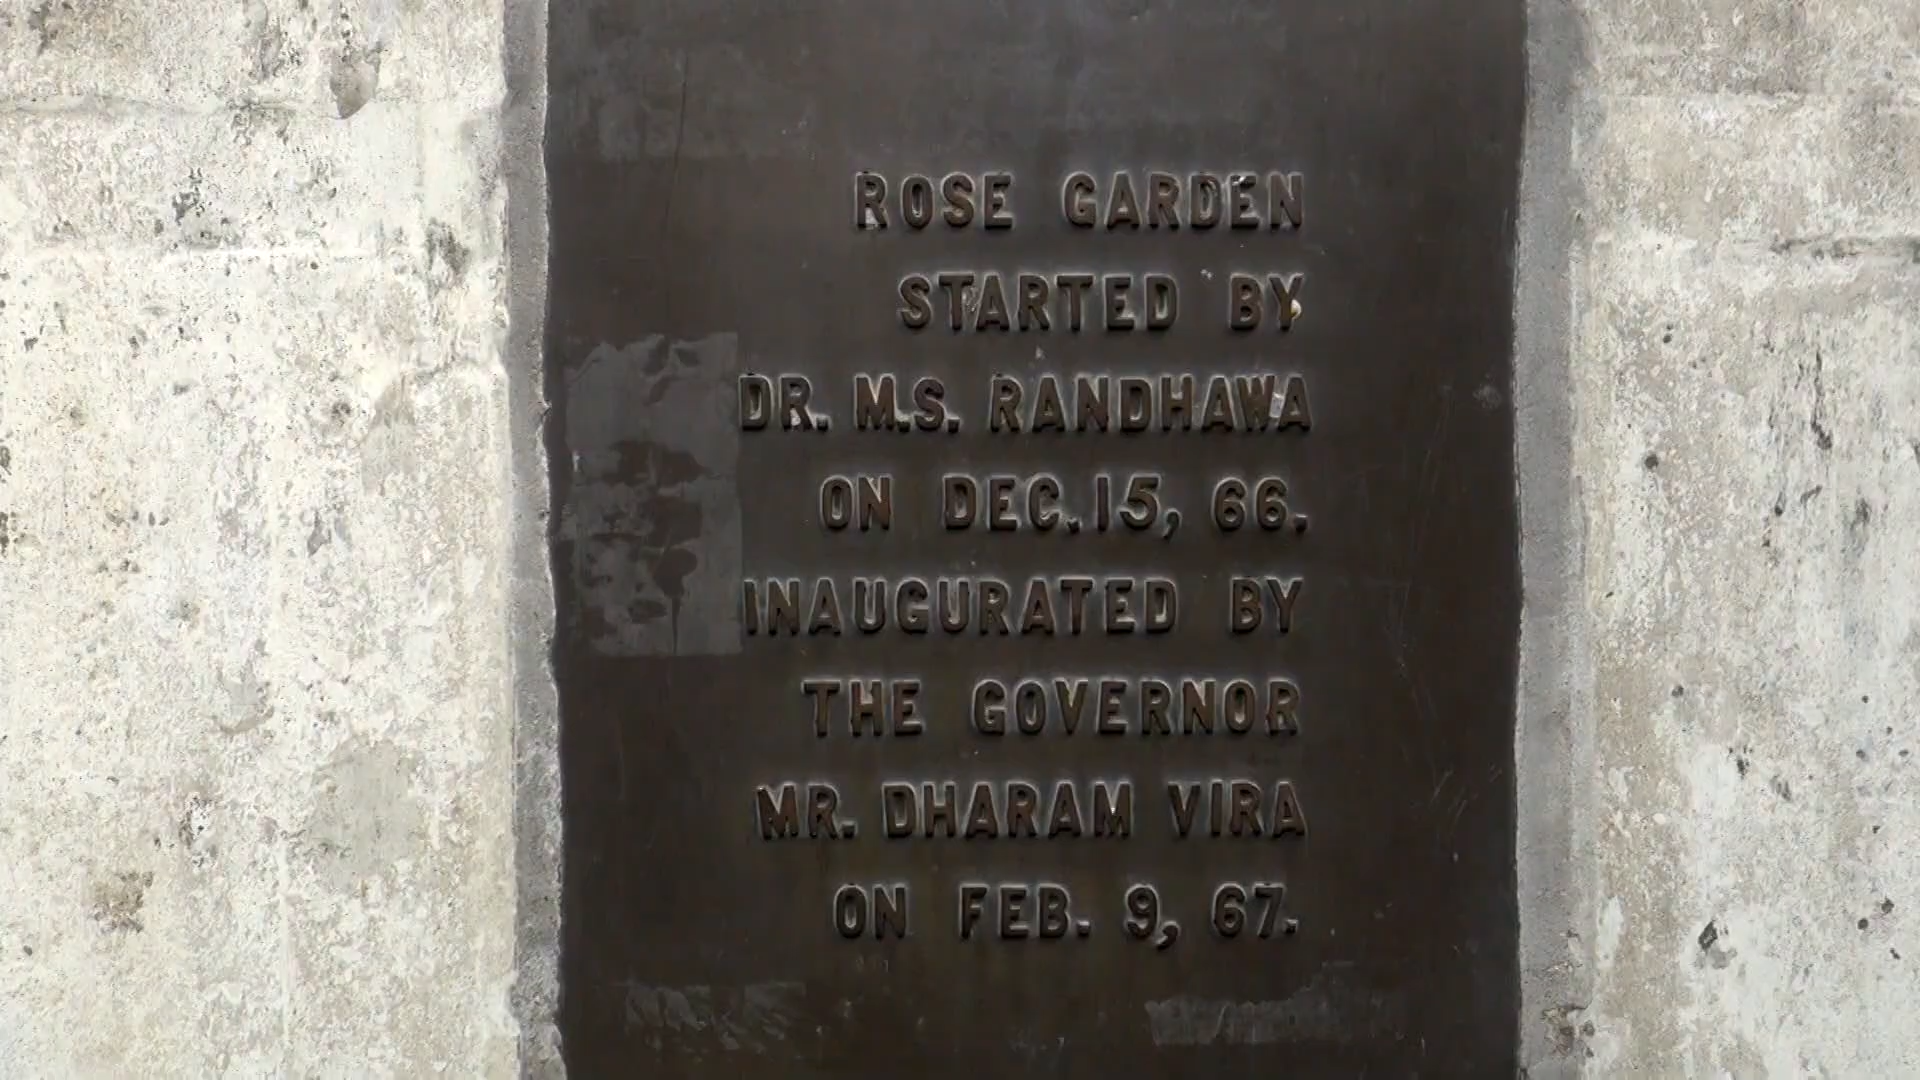 ROSE GARDEN
STARTED BY
DR. M.S. RANDHAWA
ON DEC. 15, 66.
INAUGURATED BY
THE GOVERNOR
MR. DHARAM VIRA
ON FEB. 9, 67.